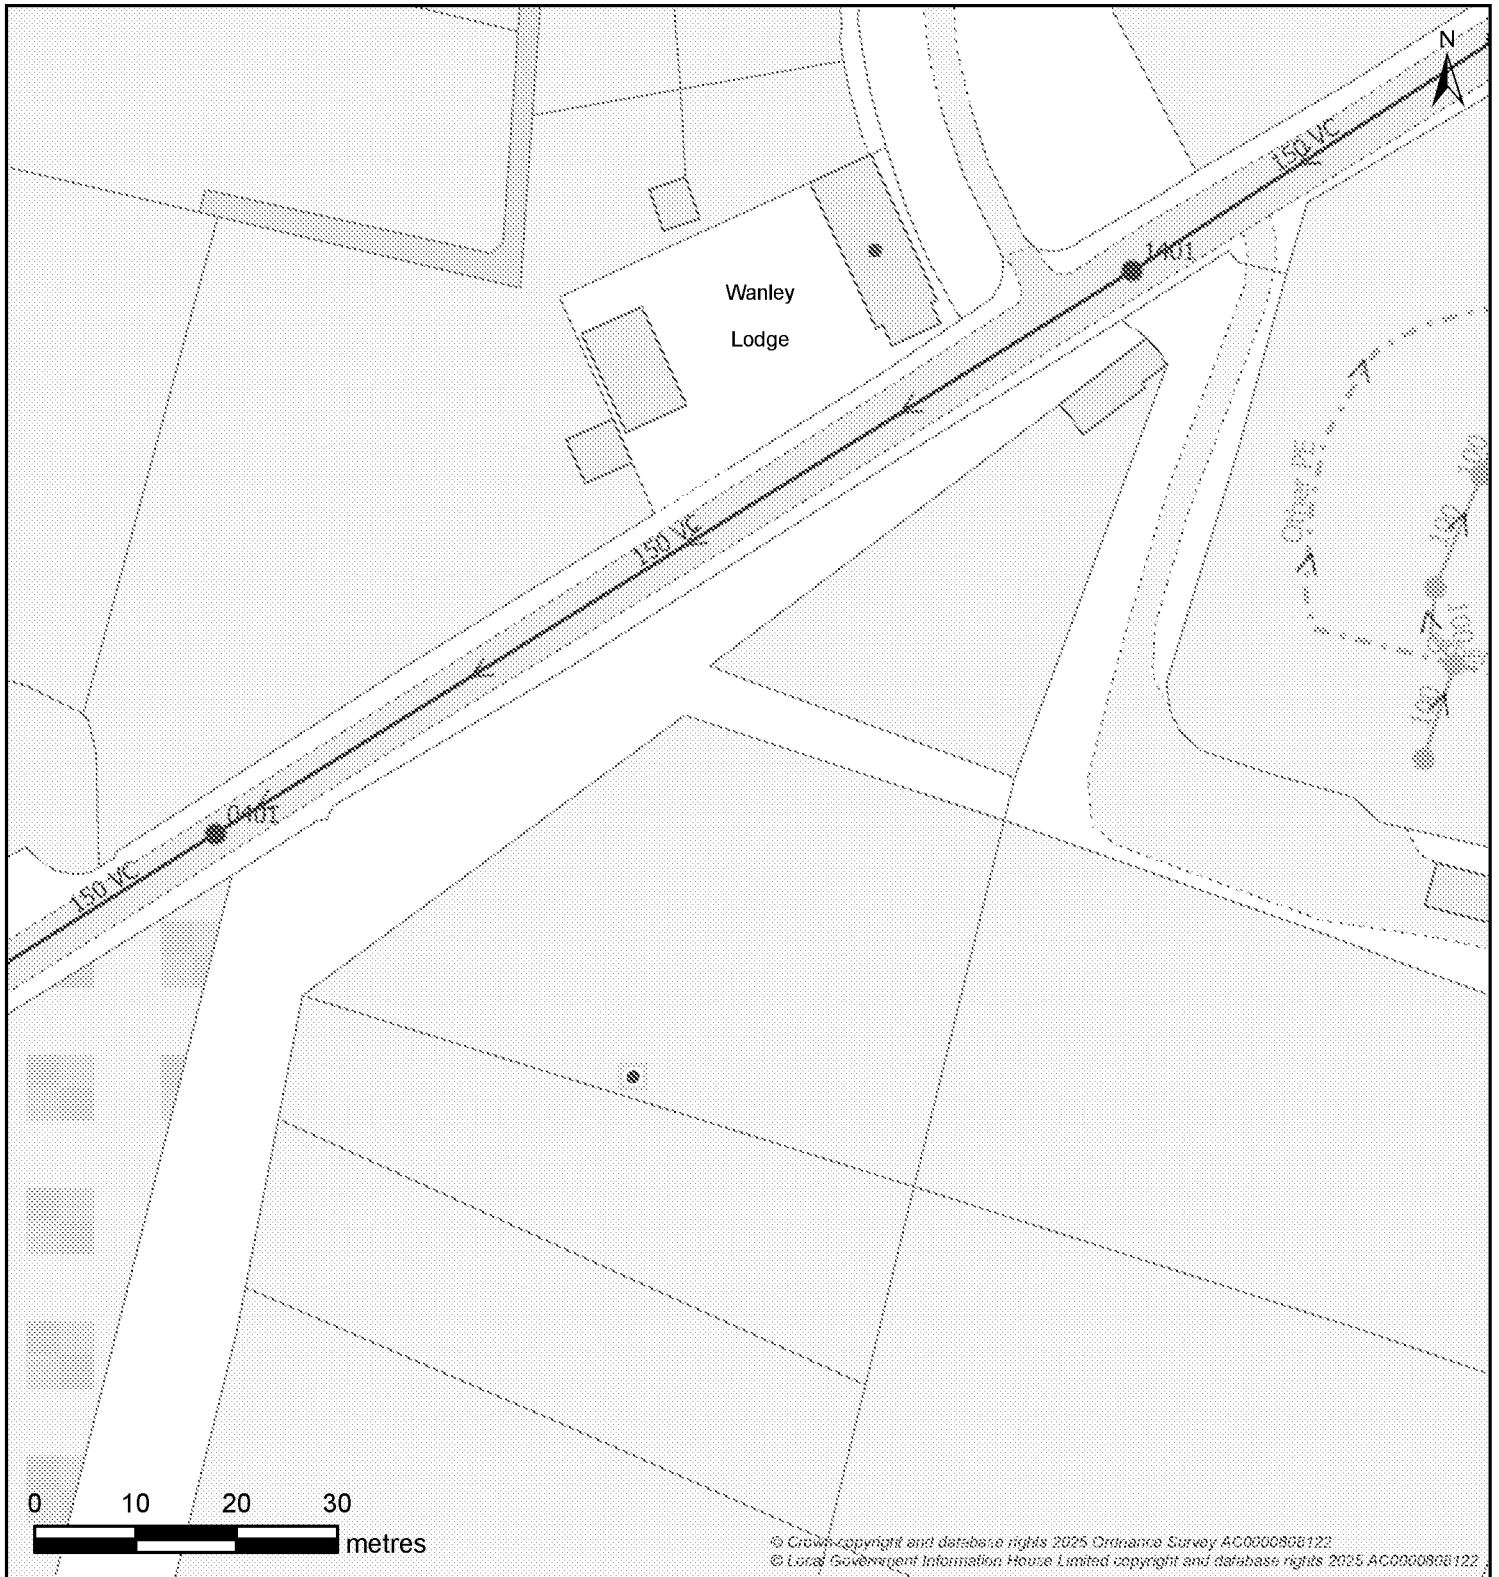 N
150 VC
1401
Wanley
Lodge
150 VC
0401
150 VC
0 10 20 30
metres
© Crown copyright and database rights 2025 Ordnance Survey AC0000808122
© Local Government Information House Limited copyright and database rights 2025 AC0000808122